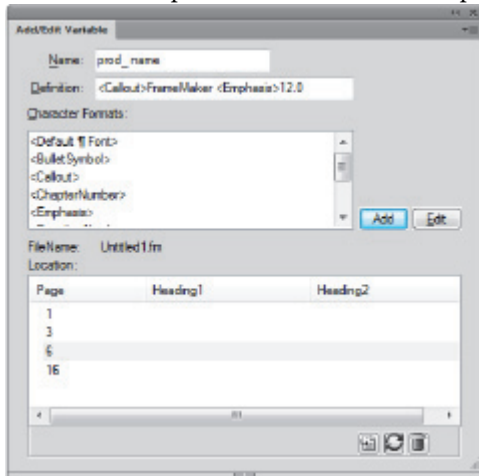 Add/Edit Variable
Name: prod_name
Definition: <Callout>FrameMaker <Emphasis>12.0
Character Formats:
<Default ¶ Font>
<BulletSymbol>
<Callout>
<ChapterNumber>
<Emphasis>
Add Edit
FileName: Untitled1.fm
Location:
Page Heading1 Heading2
1
3
6
16